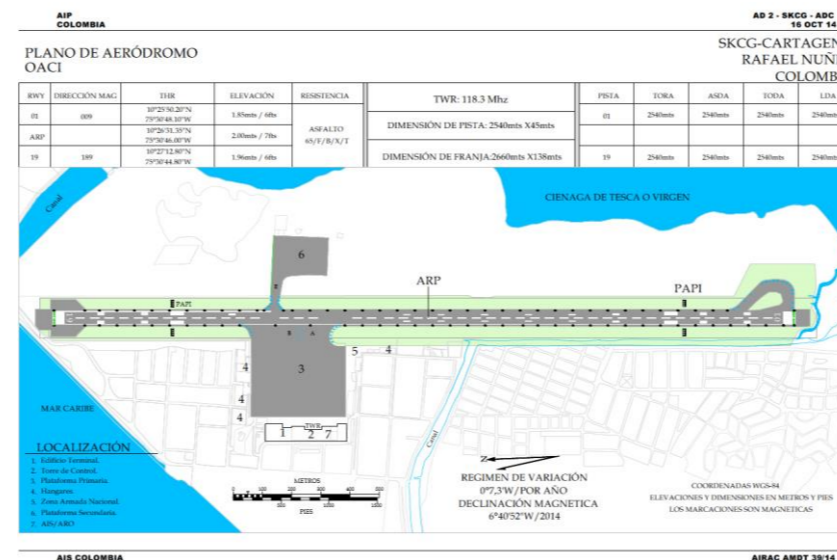 AIP
COLOMBIA
AD 2 - SKCG - ADC
16 OCT 14
PLANO DE AERÓDROMO
OACI
SKCG-CARTAGEN
RAFAEL NUÑ
COLOMB
RWY DIRECCIÓN MAG THR ELEVACIÓN RESISTENCIA
01 009 10°25'50.20"N 75°30'48.10"W 1.85mts / 6fts
ARP 10°26'31.35"N 75°30'46.00"W 2.00mts / 7fts
19 189 10°27'12.80"N 75°30'44.80"W 1.96mts / 6fts
ASFALTO
65/F/B/X/T
TWR: 118.3 Mhz
DIMENSIÓN DE PISTA: 2540mts X45mts
DIMENSIÓN DE FRANJA:2660mts X138mts
PISTA TORA ASDA TODA LDA
01 2540mts 2540mts 2540mts 2540mts
19 2540mts 2540mts 2540mts 2540mts
Canal
CIENAGA DE TESCA O VIRGEN
6
ARP
PAPI
PAPI
01
19
B A
3
5 4
4
4
4
TWR
1 2 7
MAR CARIBE
Canal
LOCALIZACIÓN
1. Edificio Terminal.
2. Torre de Control.
3. Plataforma Primaria.
4. Hangares.
5. Zona Armada Nacional.
6. Plataforma Secundaria.
7. AIS/ARO
METROS
PIES
N
REGIMEN DE VARIACIÓN
0°7,3'W/POR AÑO
DECLINACIÓN MAGNETICA
6°40'52"W/2014
COORDENADAS WGS-84
ELEVACIONES Y DIMENSIONES EN METROS Y PIES
LOS MARCACIONES SON MAGNETICAS
AIS COLOMBIA
AIRAC AMDT 39/14